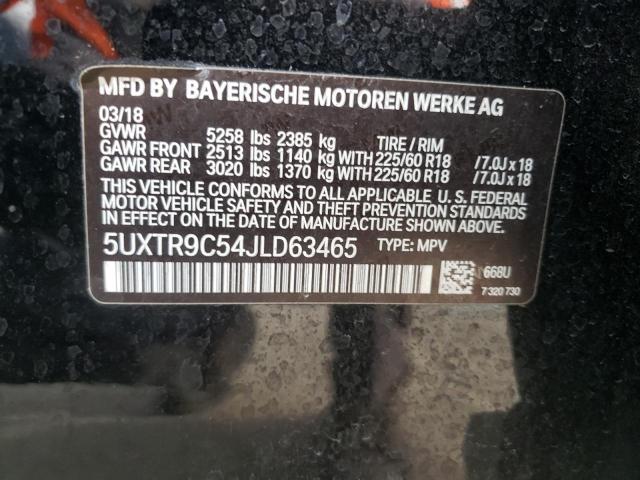 MFD BY BAYERISCHE MOTOREN WERKE AG
03/18
GVWR 5258 lbs 2385 kg TIRE / RIM
GAWR FRONT 2513 lbs 1140 kg WITH 225/60 R18 /7.0J x 18
GAWR REAR 3020 lbs 1370 kg WITH 225/60 R18 /7.0J x 18
THIS VEHICLE CONFORMS TO ALL APPLICABLE U. S. FEDERAL
MOTOR VEHICLE SAFETY AND THEFT PREVENTION STANDARDS
IN EFFECT ON THE DATE OF MANUFACTURE SHOWN ABOVE.
5UXTR9C54JLD63465 TYPE: MPV
668U
7 320 730